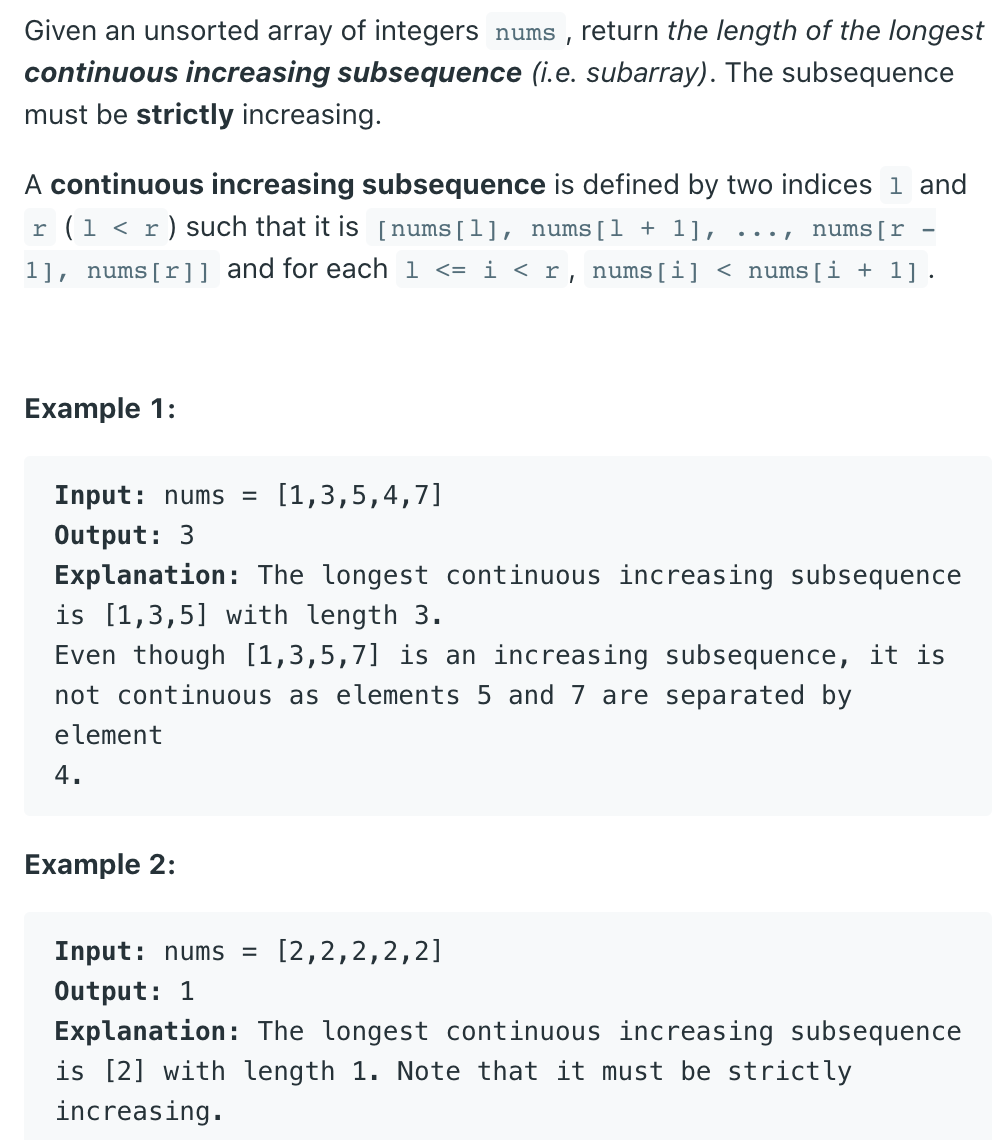 Given an unsorted array of integers nums , return the length of the longest
continuous increasing subsequence (i.e. subarray). The subsequence
must be strictly increasing.
A continuous increasing subsequence is defined by two indices l and
r ( l < r ) such that it is [nums[l], nums[l + 1], ..., nums[r -
1], nums[r]] and for each l <= i < r , nums[i] < nums[i + 1] .
Example 1:
Input: nums = [1,3,5,4,7]
Output: 3
Explanation: The longest continuous increasing subsequence
is [1,3,5] with length 3.
Even though [1,3,5,7] is an increasing subsequence, it is
not continuous as elements 5 and 7 are separated by
element
4.
Example 2:
Input: nums = [2,2,2,2,2]
Output: 1
Explanation: The longest continuous increasing subsequence
is [2] with length 1. Note that it must be strictly
increasing.